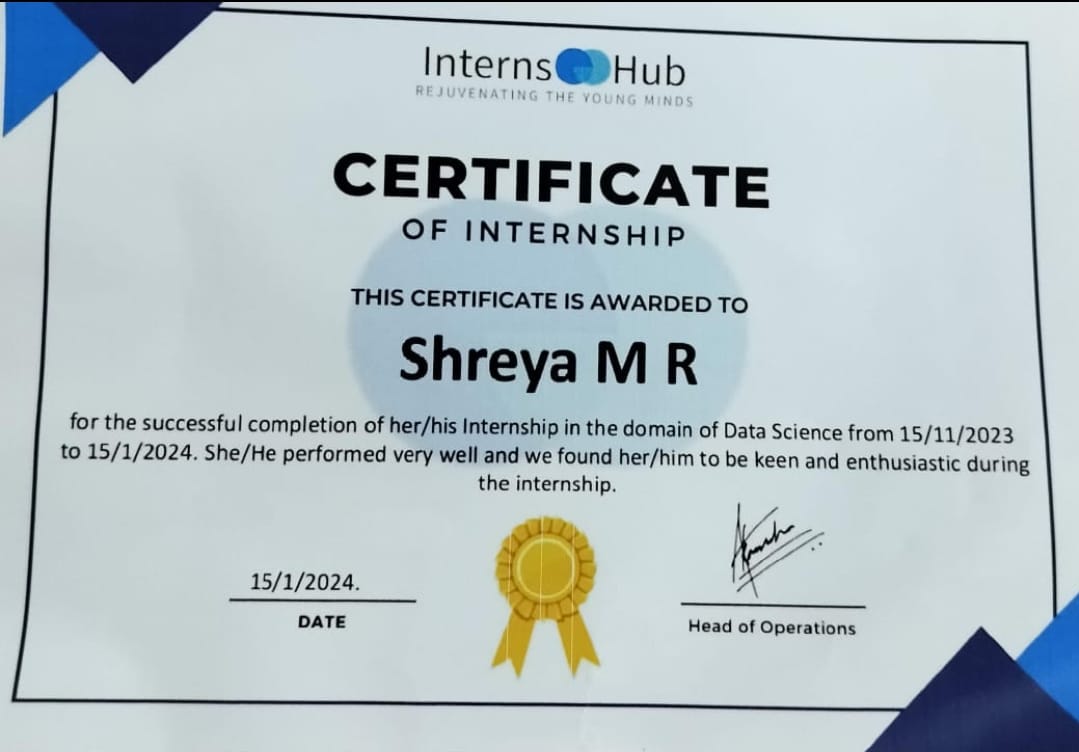 Interns Hub
REJUVENATING THE YOUNG MINDS
CERTIFICATE
OF INTERNSHIP
THIS CERTIFICATE IS AWARDED TO
Shreya M R
for the successful completion of her/his Internship in the domain of Data Science from 15/11/2023
to 15/1/2024. She/He performed very well and we found her/him to be keen and enthusiastic during
the internship.
15/1/2024.
DATE
Head of Operations